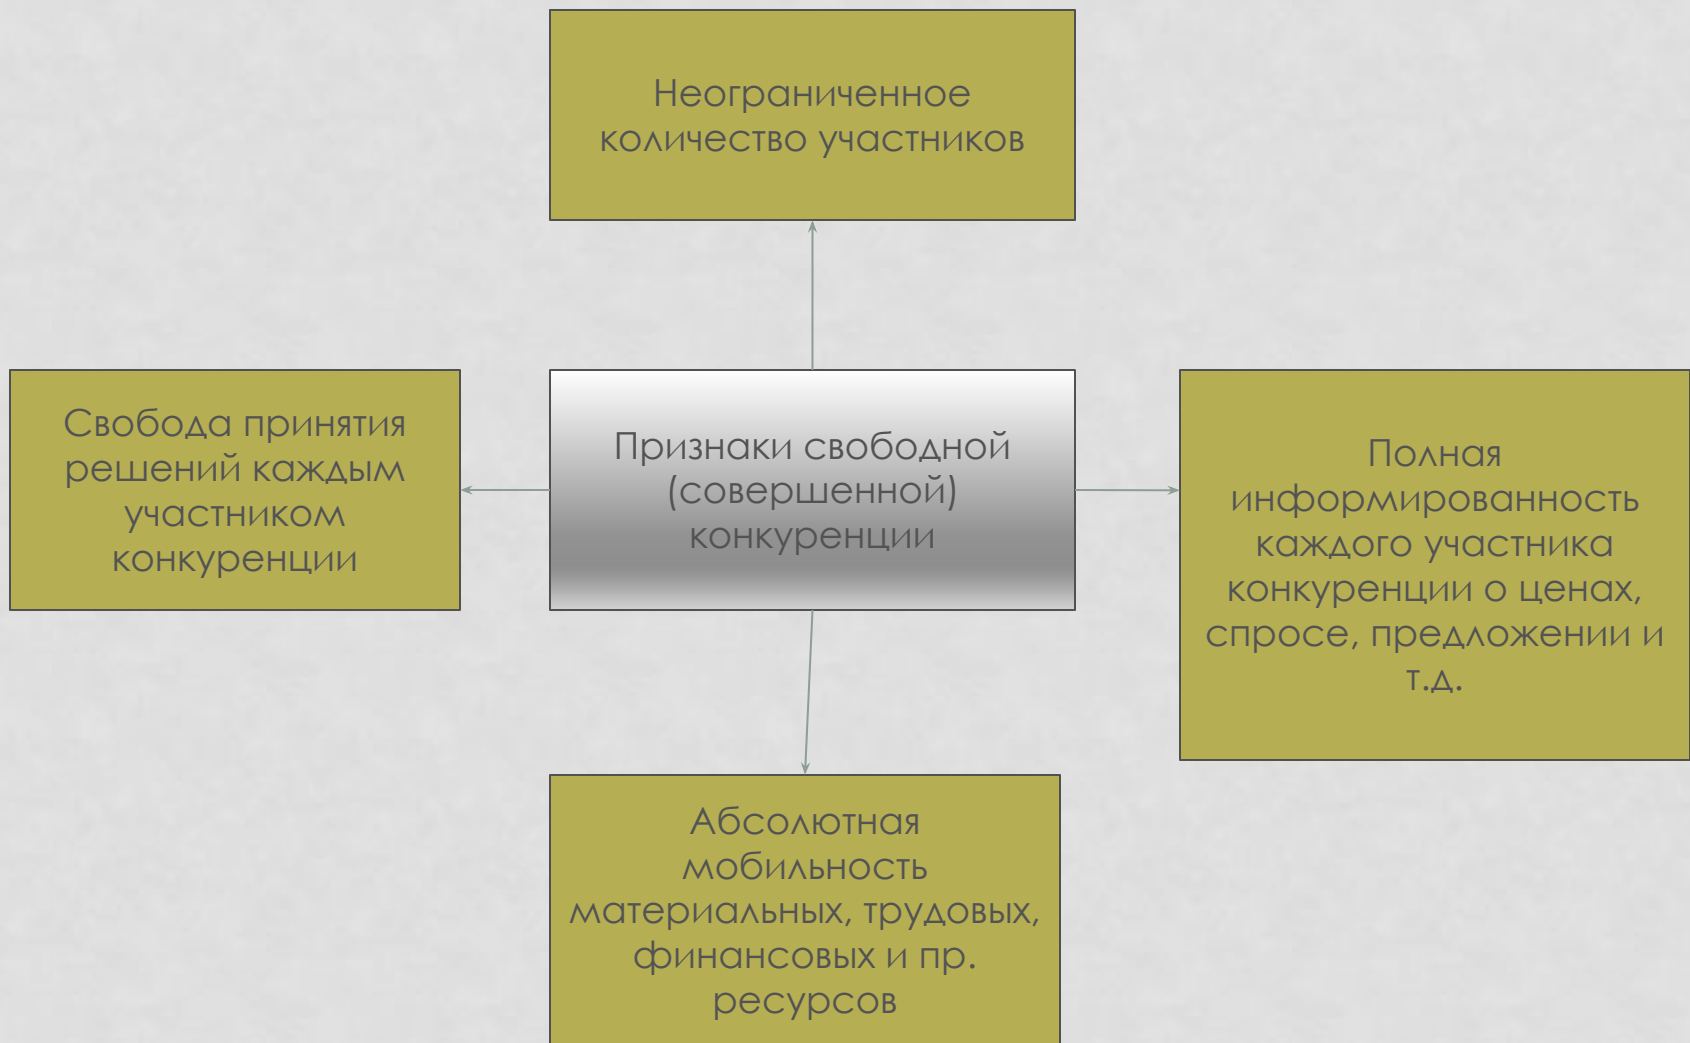 Неограниченное
количество участников
Свобода принятия
решений каждым
участником
конкуренции
Признаки свободной
(совершенной)
конкуренции
Полная
информированность
каждого участника
конкуренции о ценах,
спросе, предложении и
т.д.
Абсолютная
мобильность
материальных, трудовых,
финансовых и пр.
ресурсов